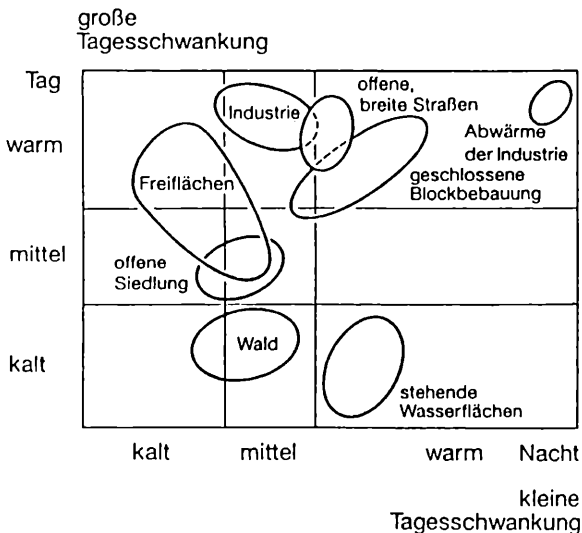 große
Tagesschwankung
Tag
warm
mittel
kalt
Industrie
offene,
breite Straßen
Abwärme
der Industrie
geschlossene
Blockbebauung
Freiflächen
offene
Siedlung
Wald
stehende
Wasserflächen
kalt mittel warm Nacht
kleine
Tagesschwankung